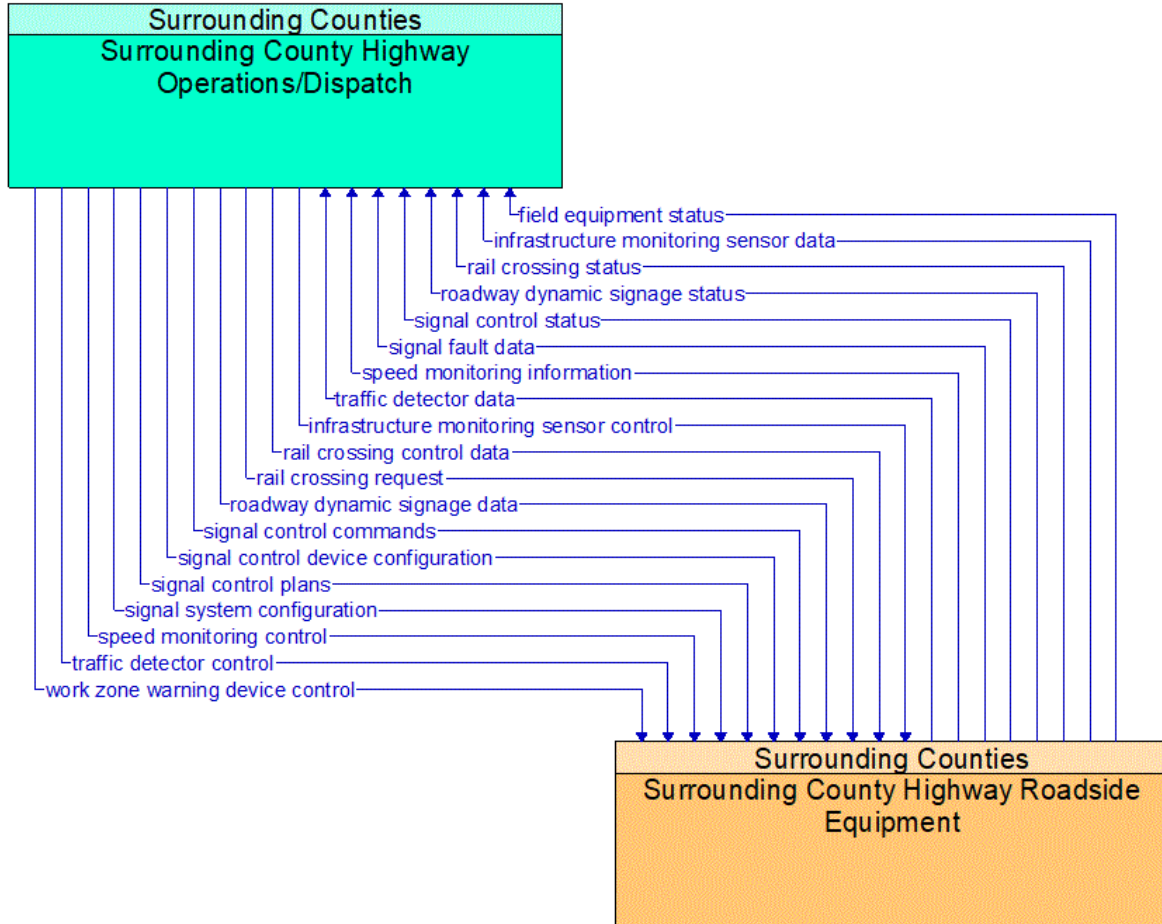 Surrounding Counties
Surrounding County Highway
Operations/Dispatch
field equipment status
infrastructure monitoring sensor data
rail crossing status
roadway dynamic signage status
signal control status
signal fault data
speed monitoring information
traffic detector data
infrastructure monitoring sensor control
rail crossing control data
rail crossing request
roadway dynamic signage data
signal control commands
signal control device configuration
signal control plans
signal system configuration
speed monitoring control
traffic detector control
work zone warning device control
Surrounding Counties
Surrounding County Highway Roadside
Equipment